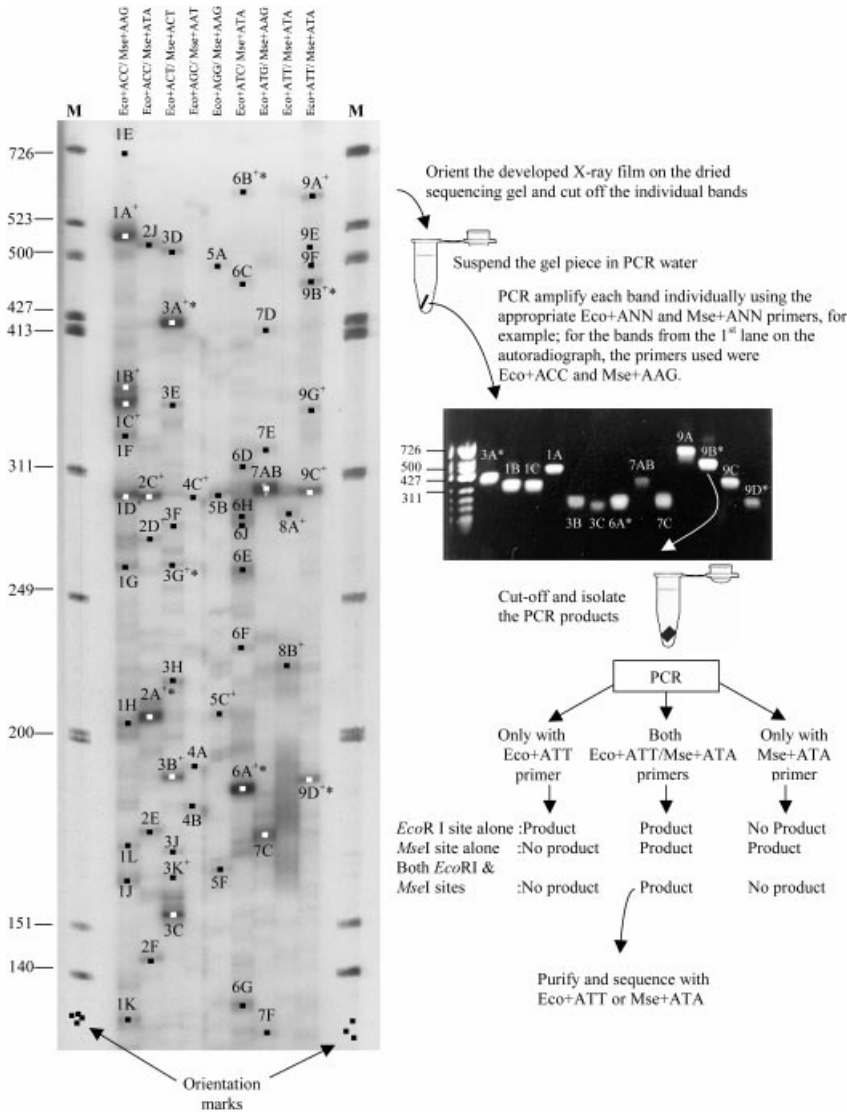 Eco+ACC/ Mse+AAG
Eco+ACC/ Mse+ATA
Eco+ACT/ Mse+ACT
Eco+AGC/ Mse+AAT
Eco+AGG/ Mse+AAG
Eco+ATC/ Mse+ATA
Eco+ATG/ Mse+AAG
Eco+ATT/ Mse+ATA
Eco+ATT/ Mse+ATA
M
M
726
523
500
427
413
311
249
200
151
140
1E
1A+
1B+
1C+
1F
1D+
1G
1H
1L
1J
1K
2J
2C+
2D+
2A+*
2E
2F
3D
3A+*
3E
3F
3G+*
3H
3B+
3J
3K+
3C
4C+
4A
4B
5A
5B
5C+
5F
6B+*
6C
6D
6H
6J
6E
6F
6A+*
6G
7D
7E
7AB
7C
7F
8A+
8B+
9A+
9E
9F
9B+*
9G+
9C+
9D+*
Orientation
marks
Orient the developed X-ray film on the dried
sequencing gel and cut off the individual bands
Suspend the gel piece in PCR water
PCR amplify each band individually using the
appropriate Eco+ANN and Mse+ANN primers, for
example; for the bands from the 1st lane on the
autoradiograph, the primers used were
Eco+ACC and Mse+AAG.
726
500
427
311
3A*
1B
1C
1A
3B
3C
6A*
7AB
7C
9A
9B*
9C
9D*
Cut-off and isolate
the PCR products
PCR
Only with
Eco+ATT
primer
Both
Eco+ATT/Mse+ATA
primers
Only with
Mse+ATA
primer
EcoR I site alone :Product Product No Product
MseI site alone :No product Product Product
Both EcoRI &
MseI sites :No product Product No product
Purify and sequence with
Eco+ATT or Mse+ATA